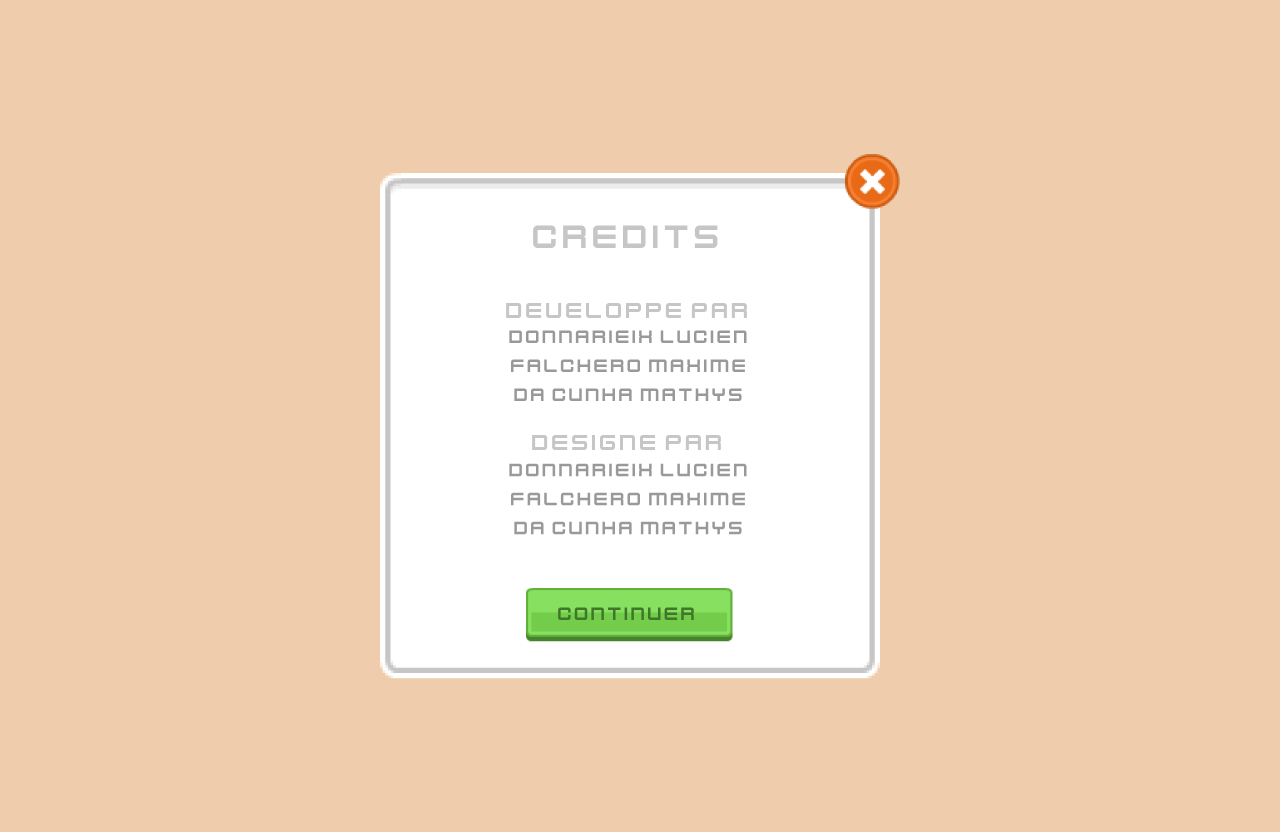 CREDITS
DEVELOPPE PAR
DONNARIEIX LUCIEN
FALCHERO MAXIME
DA CUNHA MATHYS
DESIGNE PAR
DONNARIEIX LUCIEN
FALCHERO MAXIME
DA CUNHA MATHYS
CONTINUER